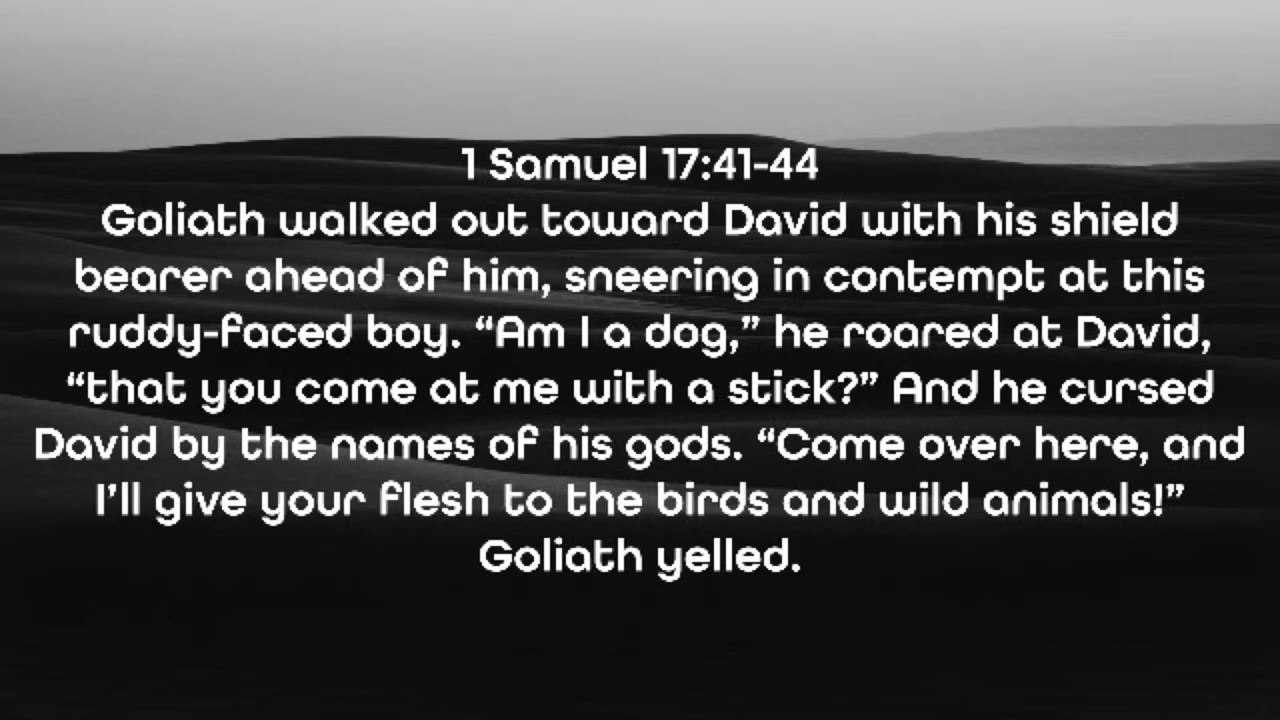 1 Samuel 17:41-44
Goliath walked out toward David with his shield
bearer ahead of him, sneering in contempt at this
ruddy-faced boy. “Am I a dog,” he roared at David,
“that you come at me with a stick?” And he cursed
David by the names of his gods. “Come over here, and
I’ll give your flesh to the birds and wild animals!”
Goliath yelled.